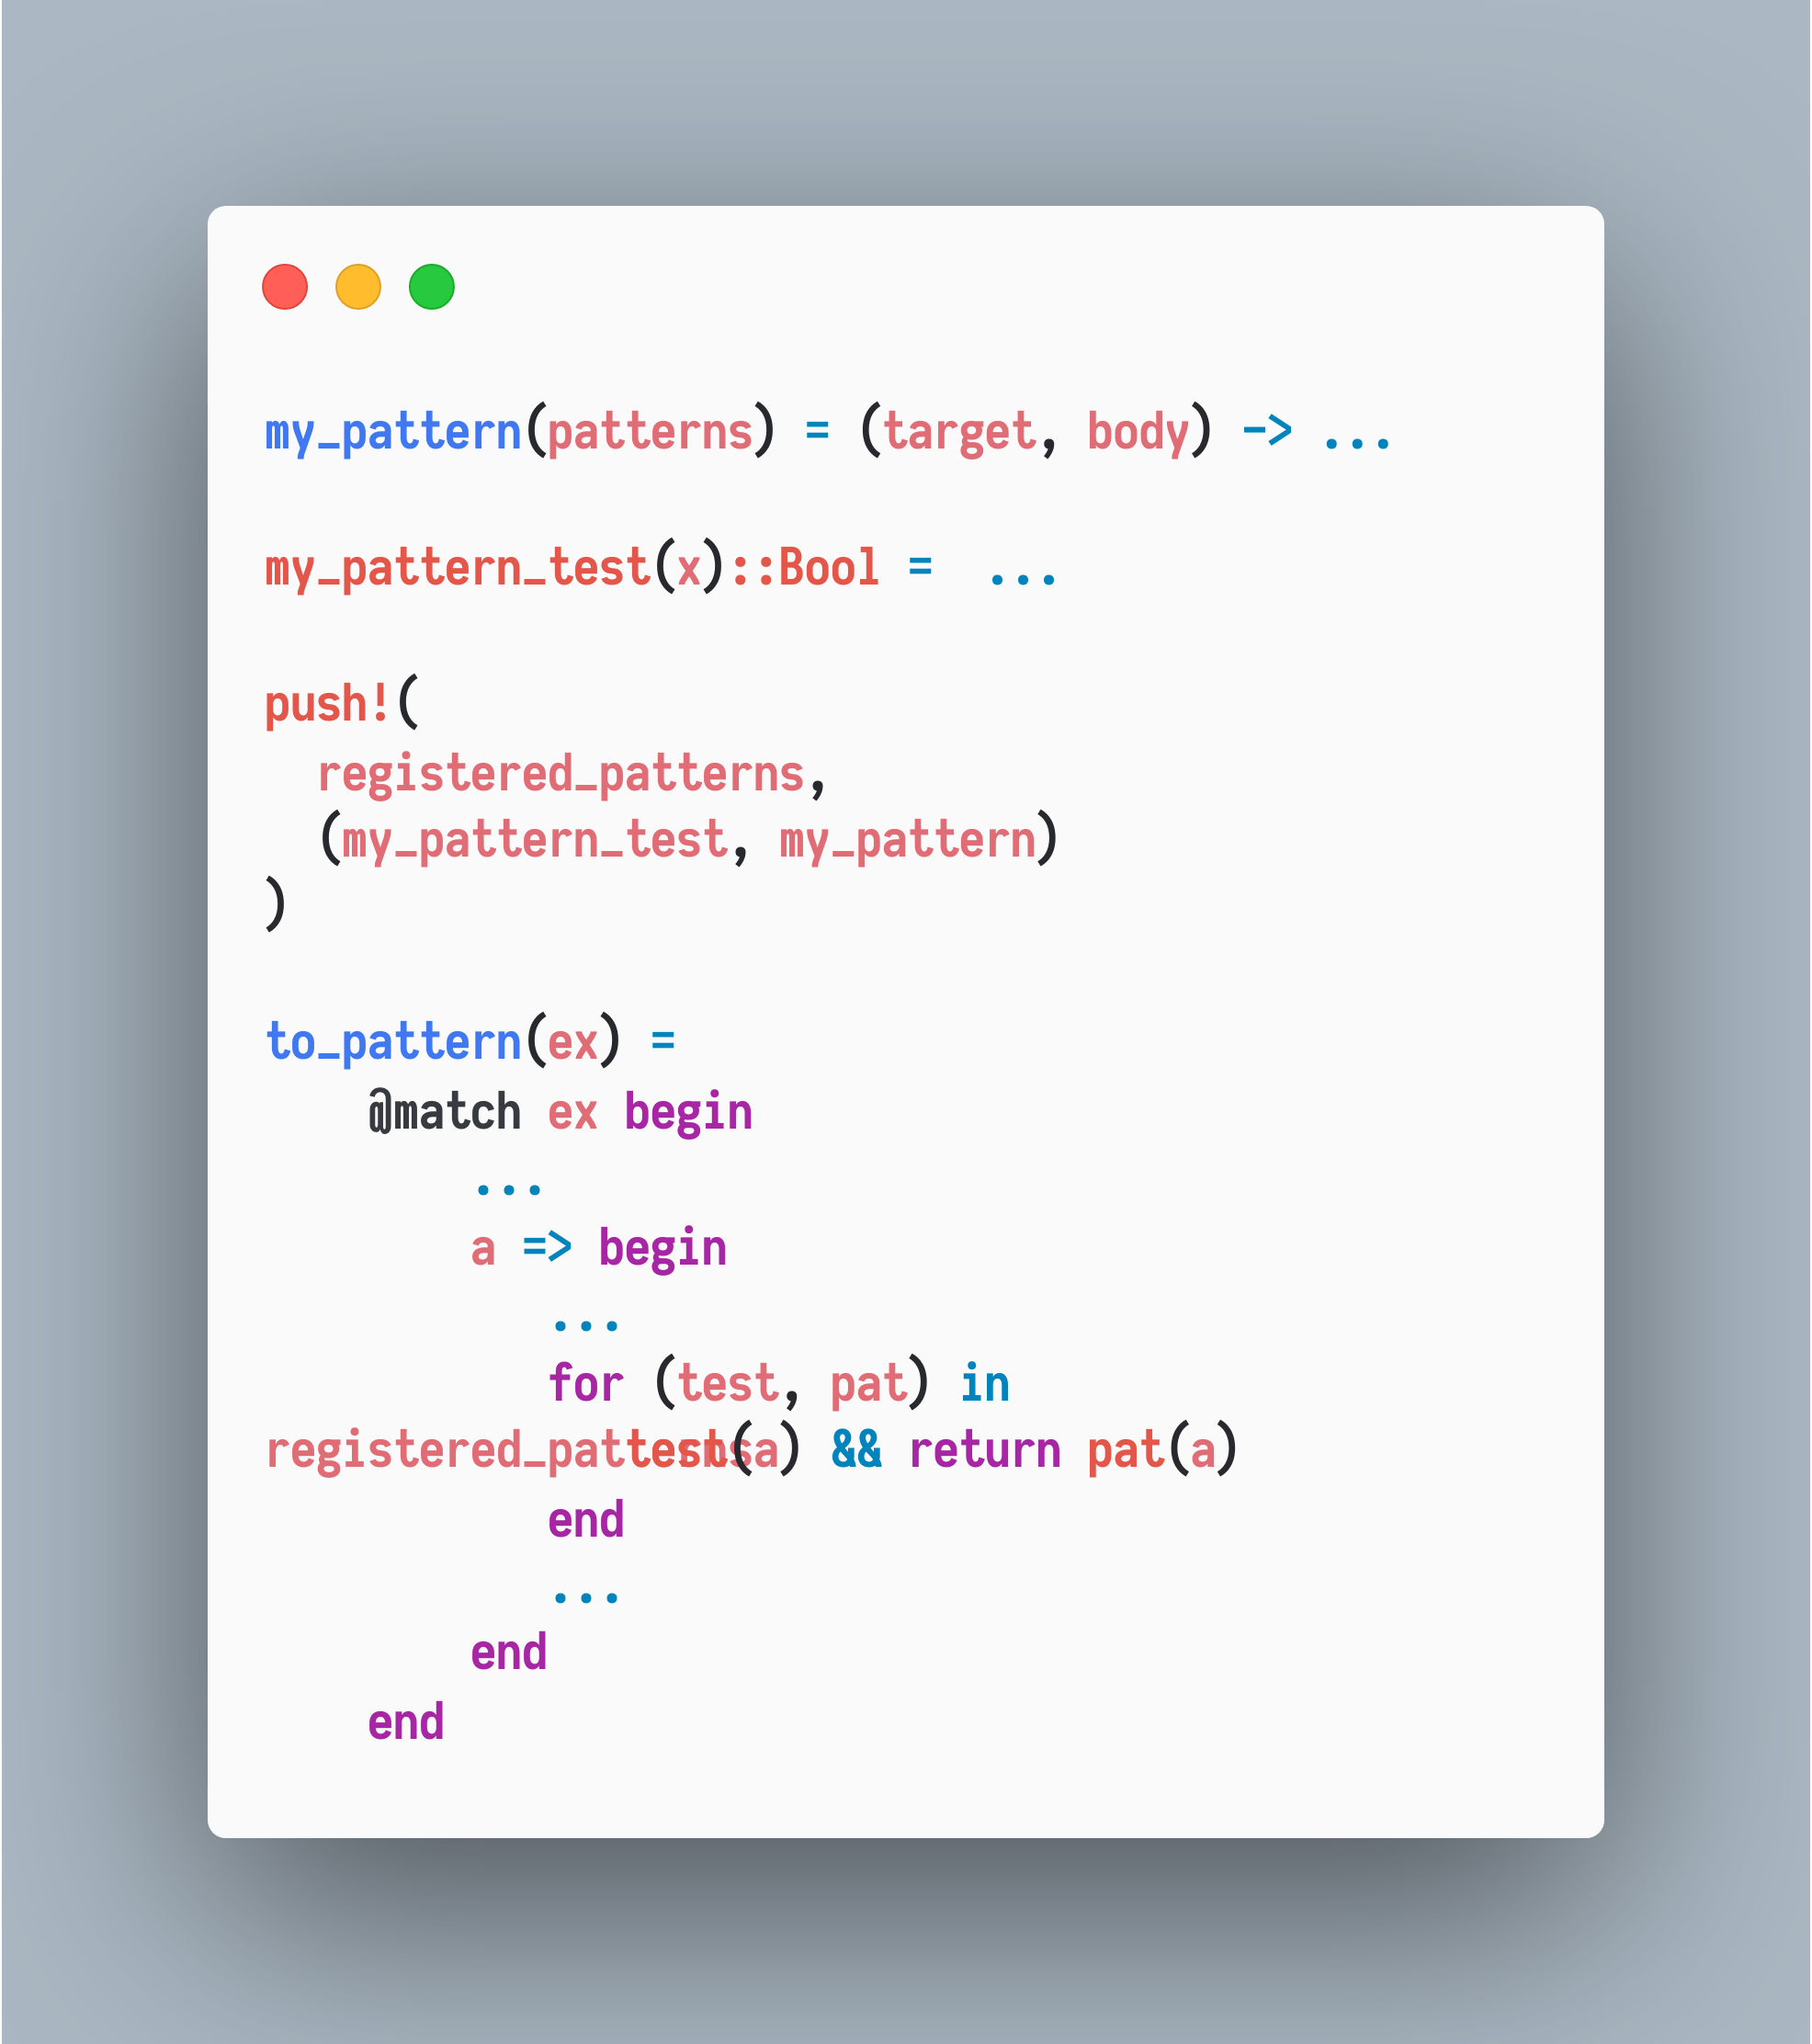 my_pattern(patterns) = (target, body) -> ...
my_pattern_test(x)::Bool =  ...
push!(
  registered_patterns,
  (my_pattern_test, my_pattern)
)
to_pattern(ex) =
    @match ex begin
        ...
        a => begin
           ...
           for (test, pat) in
registered_patterns test(a) && return pat(a)
           end
           ...
        end
    end